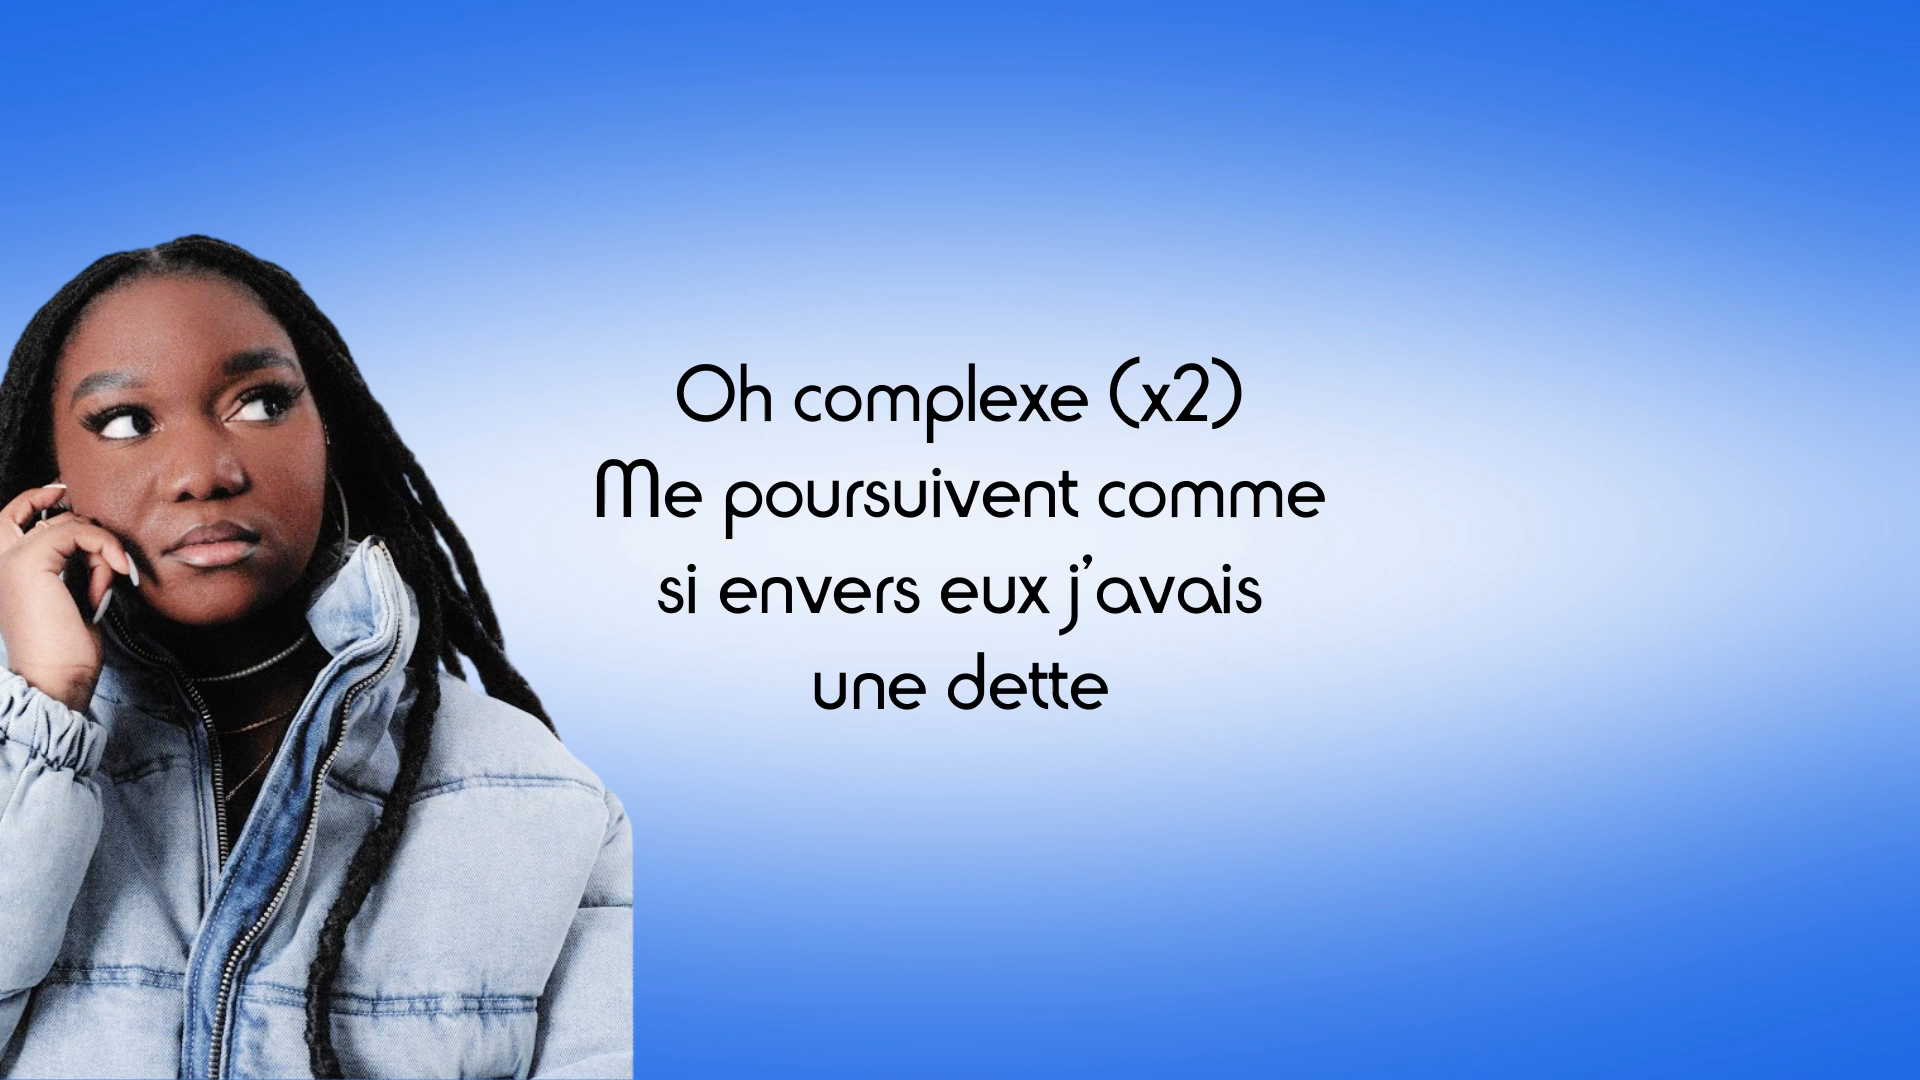 Oh complexe (x2)
Me poursuivent comme
si envers eux j'avais
une dette